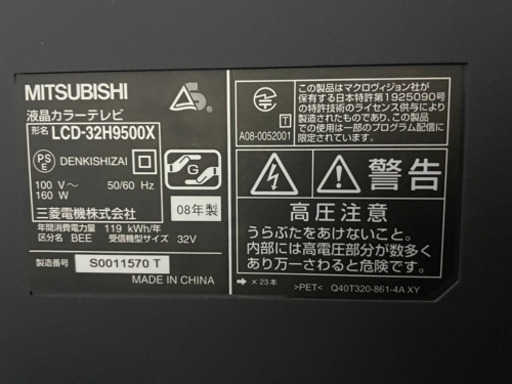 MITSUBISHI
液晶カラーテレビ
形名 LCD-32H9500X
PS E DENKISHIZAI
100 V～ 50/60 Hz
160 W
G
三菱電機株式会社
08年製
年間消費電力量 119 kWh/年
区分名 BEE 受信機型サイズ 32V
製造番号 S0011570 T
MADE IN CHINA
T
A08-0052001
この製品はマクロヴィジョン社が
保有する日本特許第1925090号
の特許技術のライセンス供与により
製造されたものであり、この製品
での使用は一部のプログラム配信に
限定されています。
警告
高圧注意
うらぶたをあけないこと。
内部には高電圧部分が数多く
あり万一さわると危険です。
→ × 23本
>PET< Q40T320-861-4A XY